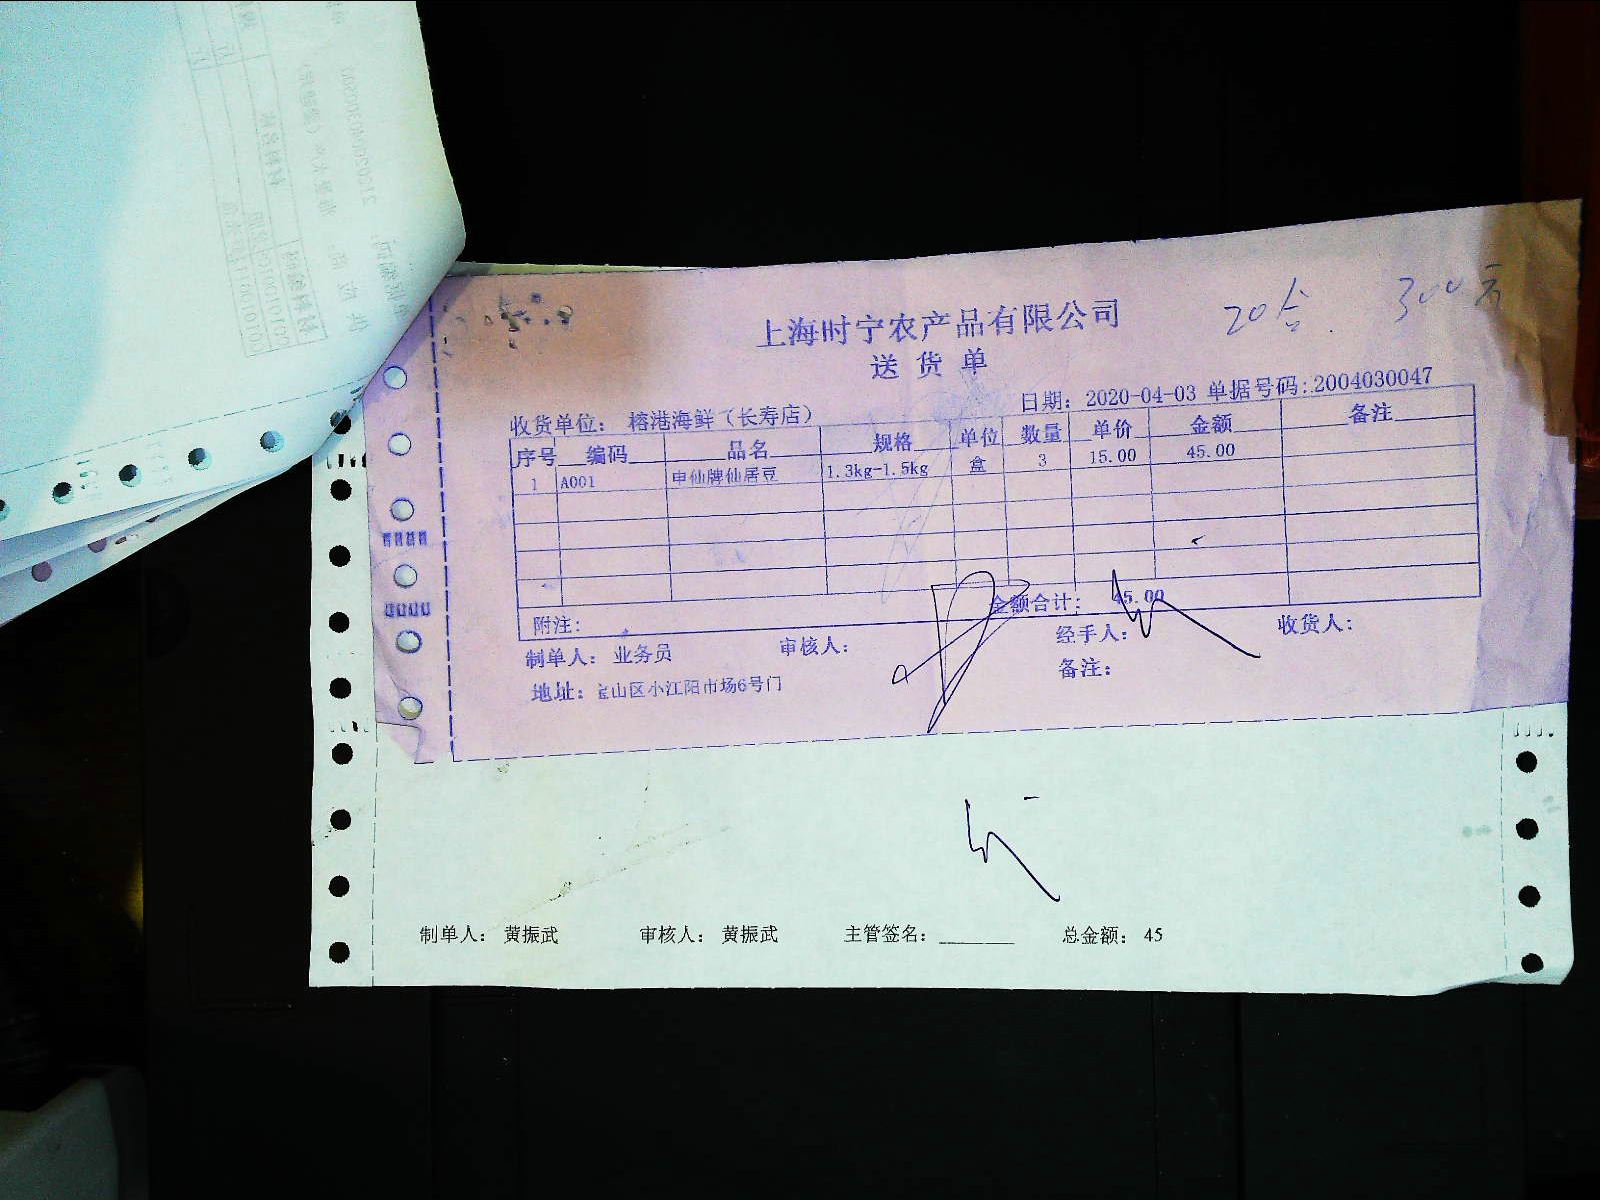 上海时宁农产品有限公司
20合 300元
送货单
日期: 2020-04-03 单据号码:2004030047
收货单位: 榕港海鲜(长寿店)
序号 编码 品名 规格 单位 数量 单价 金额 备注
1 A001 申仙牌仙居豆 1.3kg-1.5kg 盒 3 15.00 45.00
金额合计: 45.00
附注:
制单人: 业务员 审核人: 经手人: 收货人:
地址: 宝山区小江阳市场6号门 备注:
制单人: 黄振武 审核人: 黄振武 主管签名: 总金额: 45